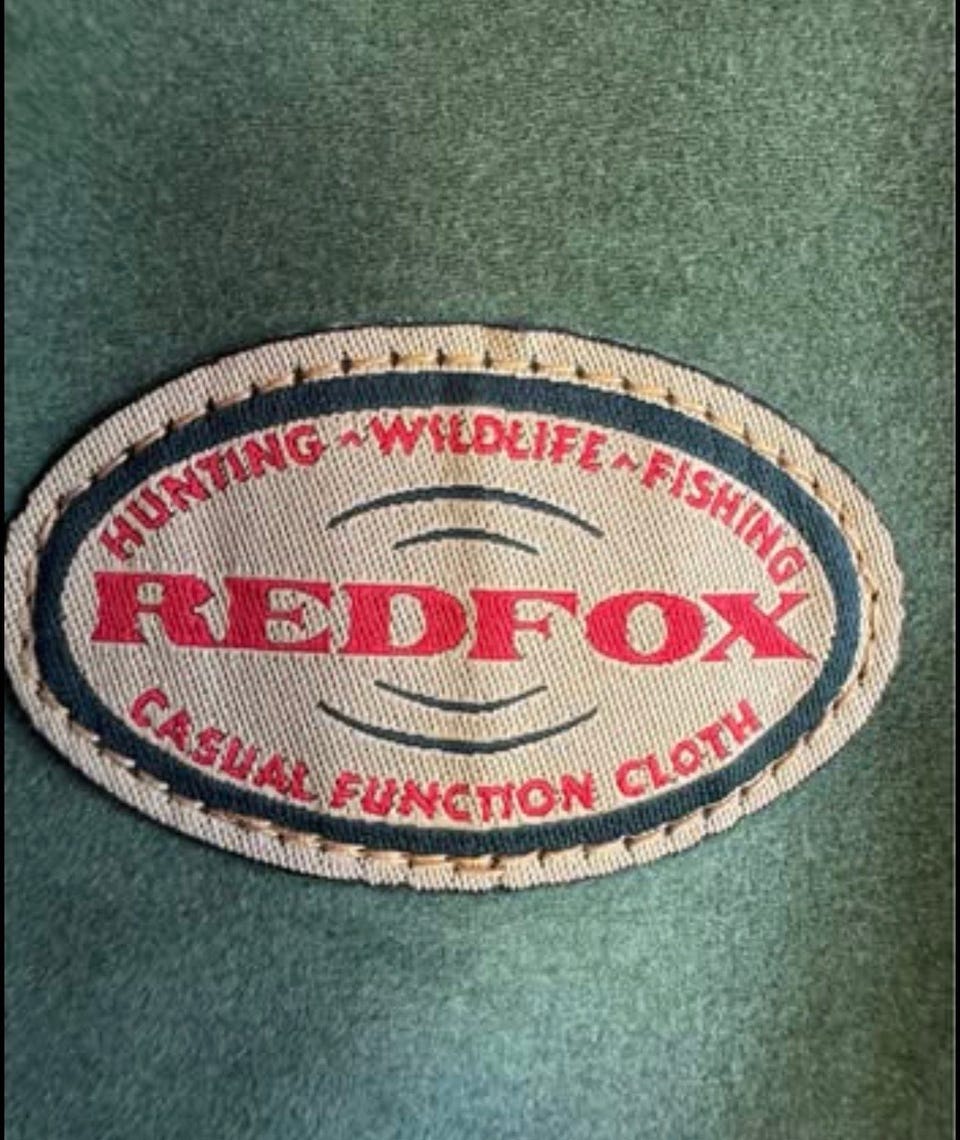 HUNTING ~ WILDLIFE ~ FISHING
REDFOX
CASUAL FUNCTION CLOTH